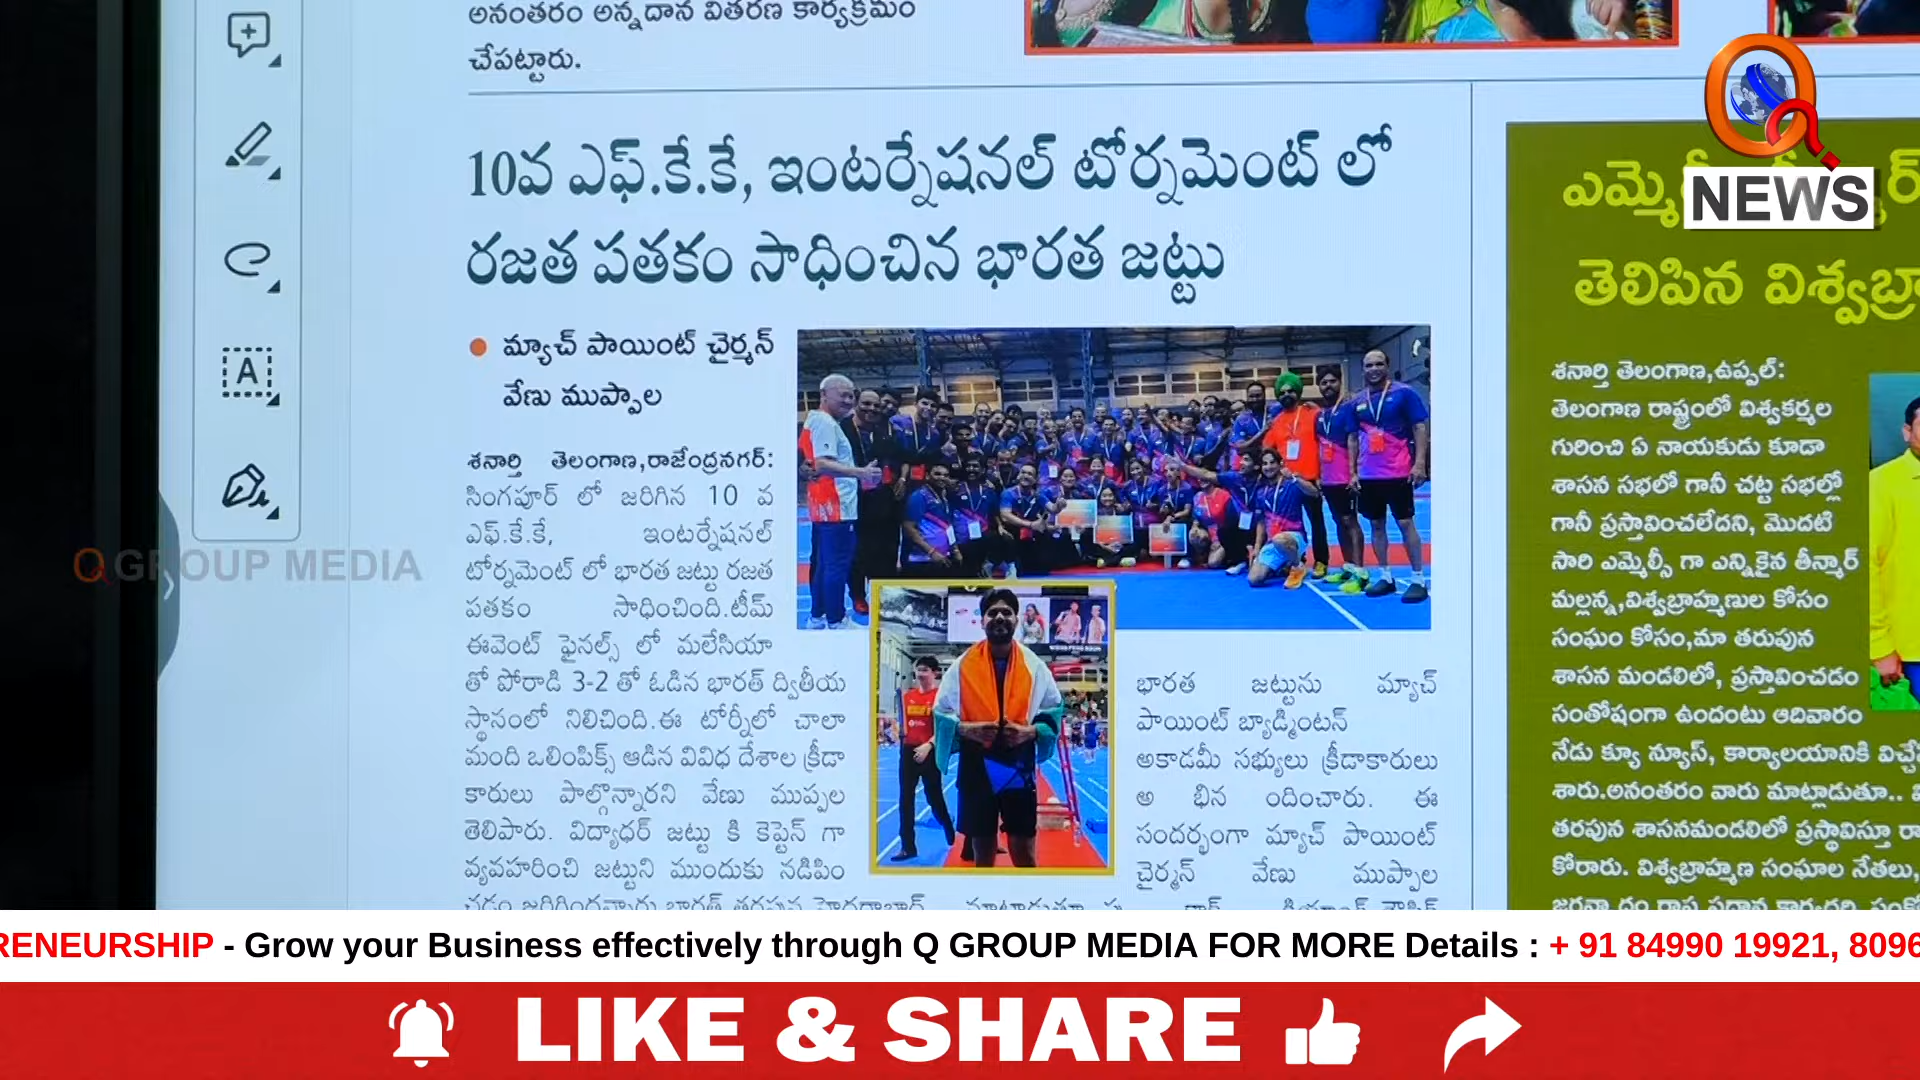 అనంతరం అన్నదాన వితరణ కార్యక్రమం
చేపట్టారు.
10వ ఎఫ్.కే.కే, ఇంటర్నేషనల్ టోర్నమెంట్ లో
రజత పతకం సాధించిన భారత జట్టు
మ్యాచ్ పాయింట్ చైర్మన్
వేణు ముప్పాల
శనార్తి తెలంగాణ,రాజేంద్రనగర్:
సింగపూర్ లో జరిగిన 10 వ
ఎఫ్.కే.కే, ఇంటర్నేషనల్
టోర్నమెంట్ లో భారత జట్టు రజత
పతకం సాధించింది.టీమ్
ఈవెంట్ ఫైనల్స్ లో మలేసియా
తో పోరాడి 3-2 తో ఓడిన భారత్ ద్వితీయ
స్థానంలో నిలిచింది.ఈ టోర్నీలో చాలా
మంది ఒలింపిక్స్ ఆడిన వివిధ దేశాల క్రీడా
కారులు పాల్గొన్నారని వేణు ముప్పల
తెలిపారు. విద్యాధర్ జట్టు కి కెప్టెన్ గా
వ్యవహరించి జట్టుని ముందుకు నడిపిం
భారత జట్టును మ్యాచ్
పాయింట్ బ్యాడ్మింటన్
అకాడమీ సభ్యులు క్రీడాకారులు
అ భిన ందించారు. ఈ
సందర్భంగా మ్యాచ్ పాయింట్
చైర్మన్ వేణు ముప్పాల
తెలిపిన
శనార్తి తెలంగాణ,ఉప్పల్:
తెలంగాణ రాష్ట్రంలో విశ్వకర్మల
గురించి ఏ నాయకుడు కూడా
శాసన సభలో గానీ చట్ట సభల్లో
గానీ ప్రస్తావించలేదని, మొదటి
సారి ఎమ్మెల్సీ గా ఎన్నికైన తీన్మార్
మల్లన్న,విశ్వబ్రాహ్మణుల కోసం
సంఘం కోసం,మా తరుపున
శాసన మండలిలో, ప్రస్తావించడం
సంతోషంగా ఉందంటు ఆదివారం
నేడు క్యూ న్యూస్, కార్యాలయానికి
శారు.అనంతరం వారు మాట్లాడుతూ..
తరపున శాసనమండలిలో ప్రస్థావిస్తూ
కోరారు. విశ్వబ్రాహ్మణ సంఘాల నేతలు,
Q NEWS
Q GROUP MEDIA
RENEURSHIP - Grow your Business effectively through Q GROUP MEDIA FOR MORE Details : + 91 84990 19921, 8096
LIKE & SHARE